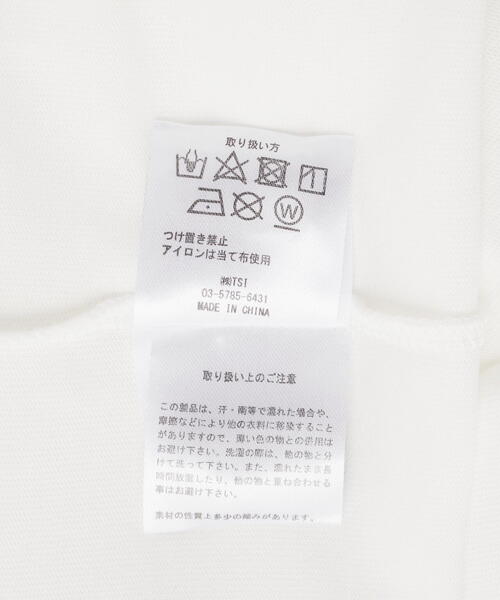 取り扱い方
W
つけ置き禁止
アイロンは当て布使用
㈱TSI
03-5785-6431
MADE IN CHINA
取り扱い上のご注意
この製品は、汗・雨等で濡れた場合や、
摩擦などにより他の衣料に移染すること
がありますので、薄い色の物との併用は
お避け下さい。洗濯の際は、他の物と分
けて洗って下さい。また、濡れたまま長
時間放置したり、他の物と重ね合わせる
事はお避け下さい。
素材の性質上多少の縮みがあります。